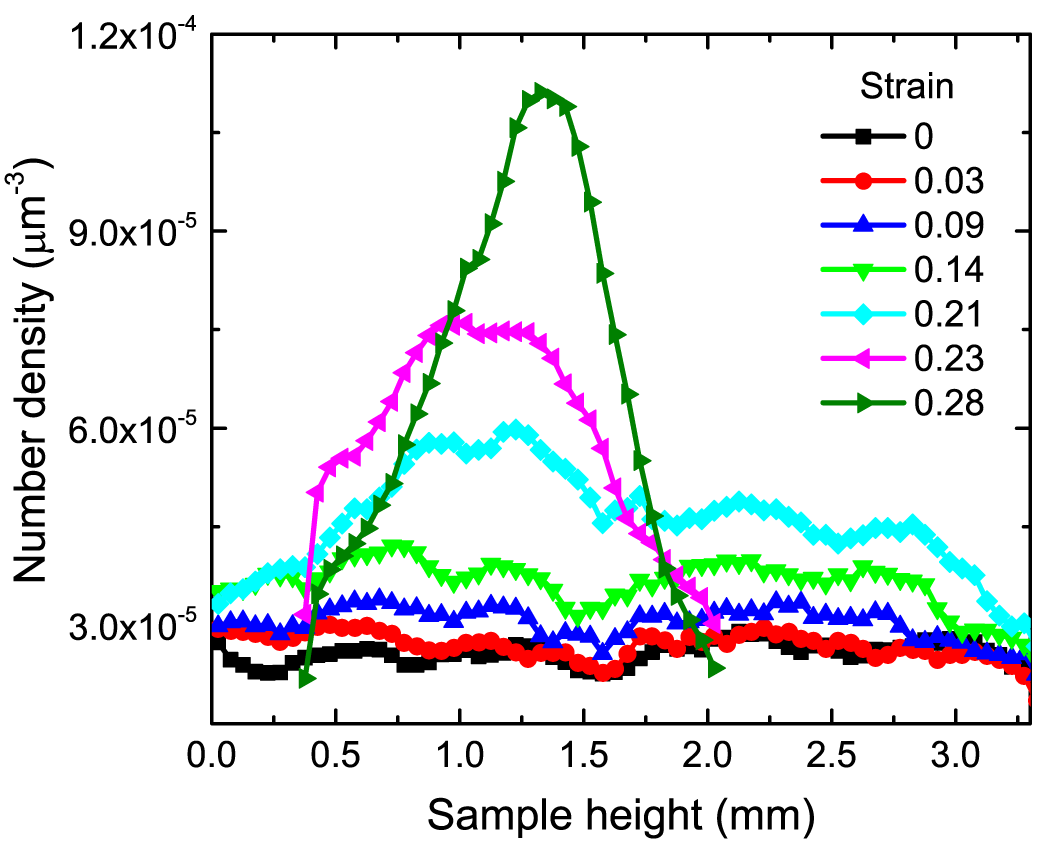 1.2x10⁻⁴
9.0x10⁻⁵
6.0x10⁻⁵
3.0x10⁻⁵
Number density (μm⁻³)
Strain
0
0.03
0.09
0.14
0.21
0.23
0.28
0.0 0.5 1.0 1.5 2.0 2.5 3.0
Sample height (mm)